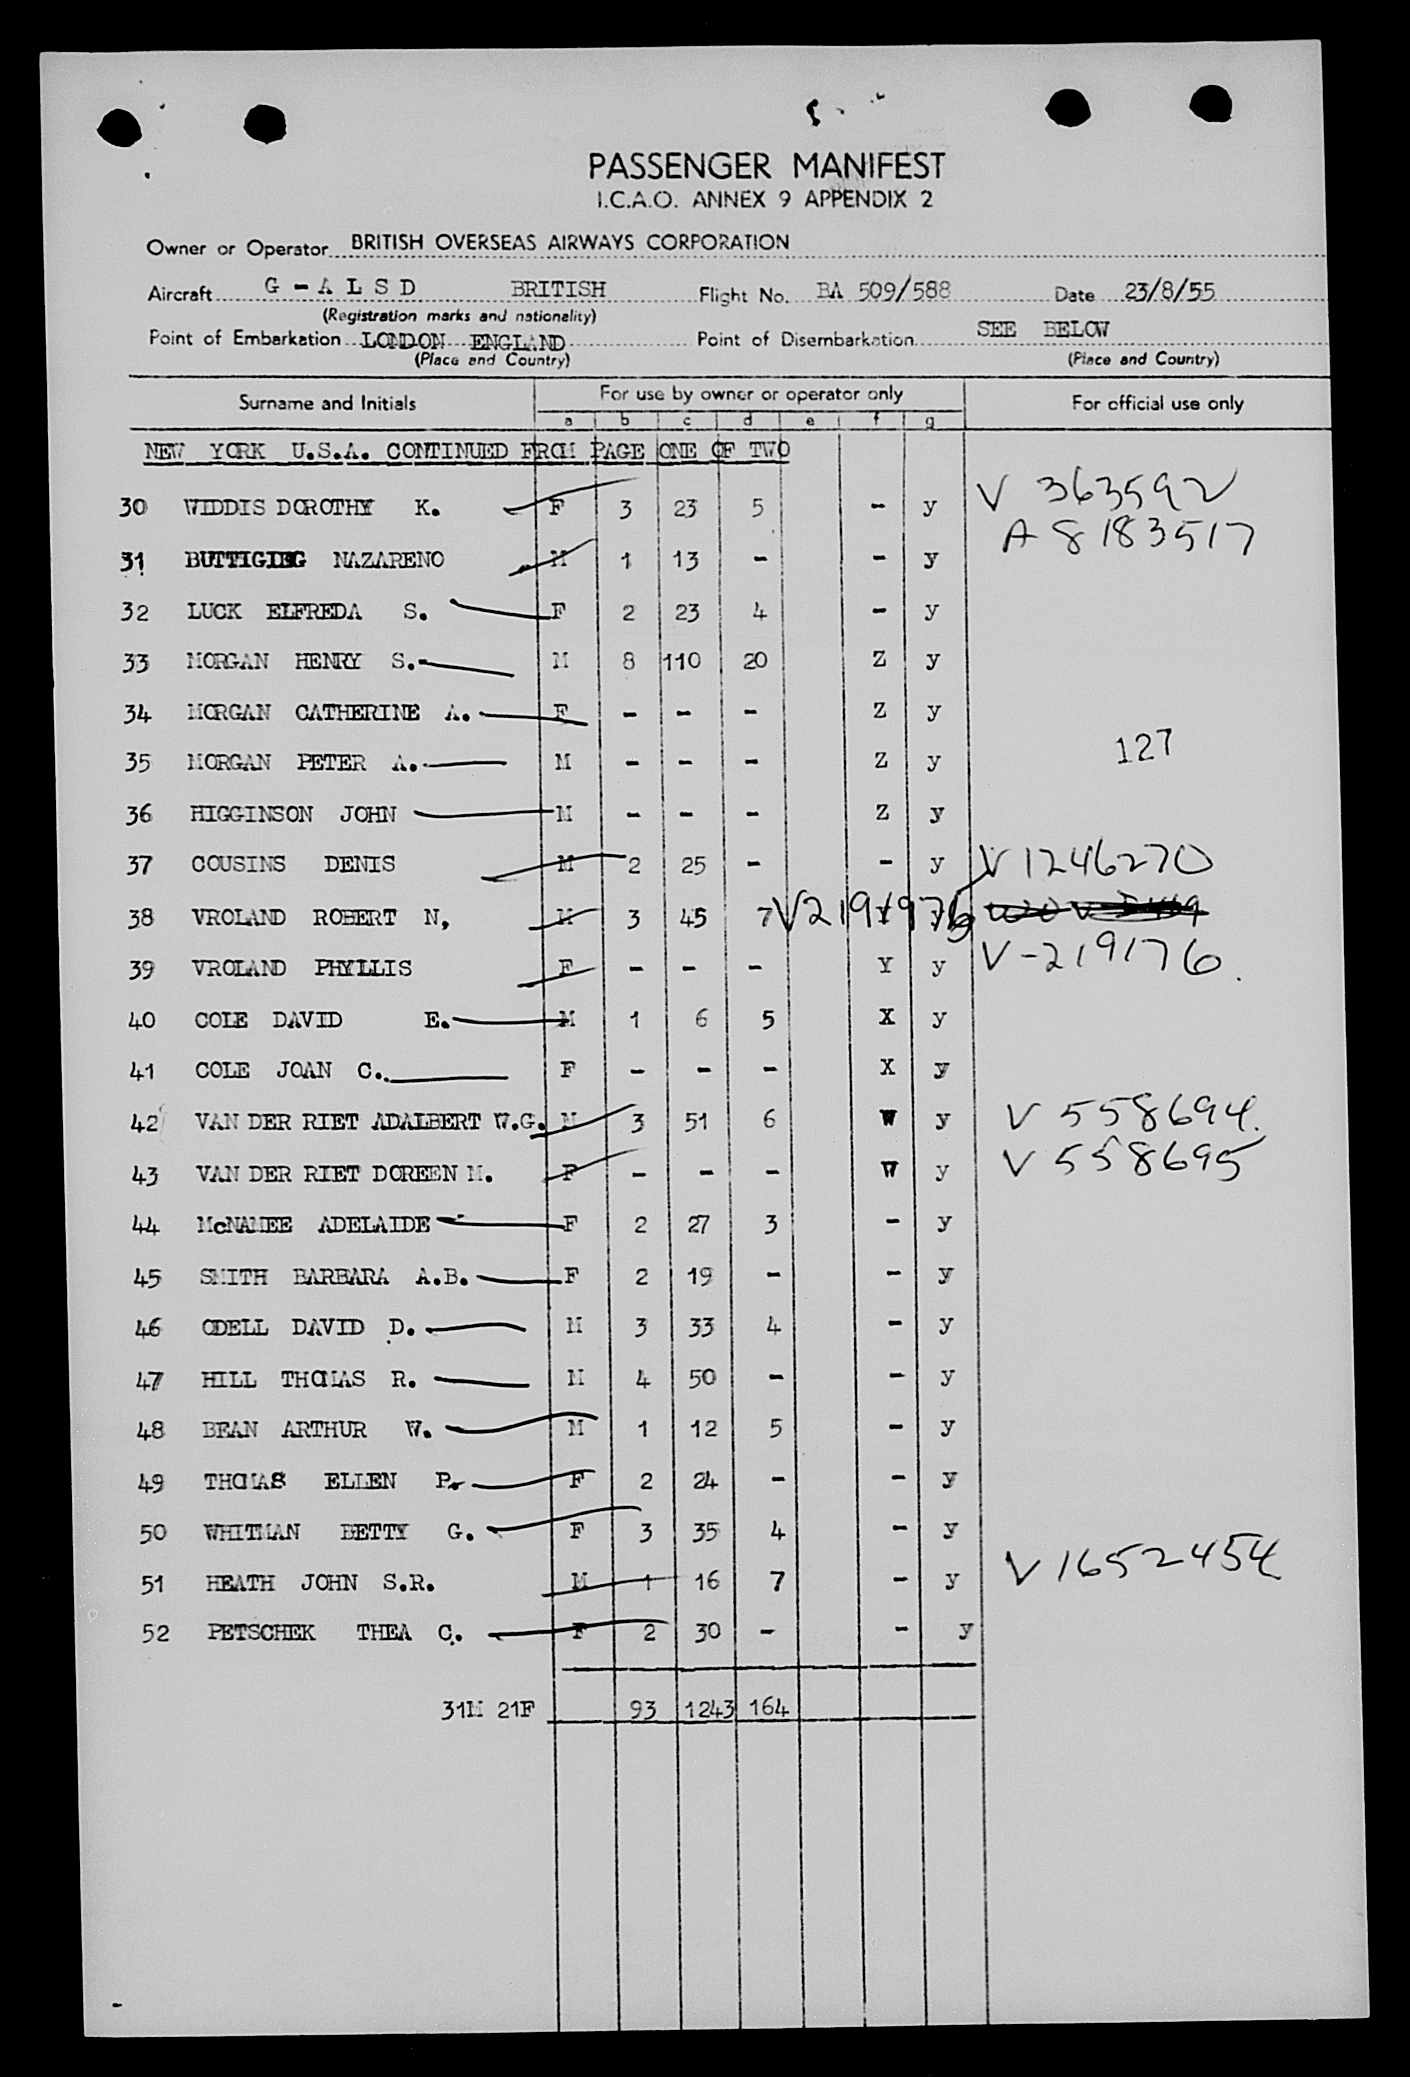 PASSENGER MANIFEST
I.C.A.O. ANNEX 9 APPENDIX 2
Owner or Operator BRITISH OVERSEAS AIRWAYS CORPORATION
Aircraft G - A L S D BRITISH Flight No. BA 509/588 Date 23/8/55
(Registration marks and nationality)
Point of Embarkation LONDON ENGLAND Point of Disembarkation SEE BELOW
(Place and Country) (Place and Country)
Surname and Initials For use by owner or operator only For official use only
a b c d e f g
NEW YORK U.S.A. CONTINUED FROM PAGE ONE OF TWO
30 WIDDIS DOROTHY K. F 3 23 5 - y V 363592
31 BUTTIGIEG NAZARENO M 1 13 - - y A 8183517
32 LUCK ELFREDA S. F 2 23 4 - y
33 MORGAN HENRY S. M 8 110 20 Z y
34 MORGAN CATHERINE A. F - - - Z y
35 MORGAN PETER A. M - - - Z y 127
36 HIGGINSON JOHN M - - - Z y
37 COUSINS DENIS M 2 25 - - y V 1246270
38 VROLAND ROBERT N, M 3 45 7 V219197 y
39 VROLAND PHYLLIS F - - - Y y V-219176.
40 COLE DAVID E. M 1 6 5 X y
41 COLE JOAN C. F - - - X y
42 VAN DER RIET ADALBERT W.G. M 3 51 6 W y V 558694.
43 VAN DER RIET DOREEN M. F - - - W y V 558695
44 McNAMEE ADELAIDE F 2 27 3 - y
45 SMITH BARBARA A.B. F 2 19 - - y
46 ODELL DAVID D. M 3 33 4 - y
47 HILL THOMAS R. M 4 50 - - y
48 BEAN ARTHUR W. M 1 12 5 - y
49 THOMAS ELLEN P. F 2 24 - - y
50 WHITMAN BETTY G. F 3 35 4 - y
51 HEATH JOHN S.R. M 1 16 7 - y V 1652454
52 PETSCHEK THEA C. F 2 30 - - y
31M 21F 93 1243 164